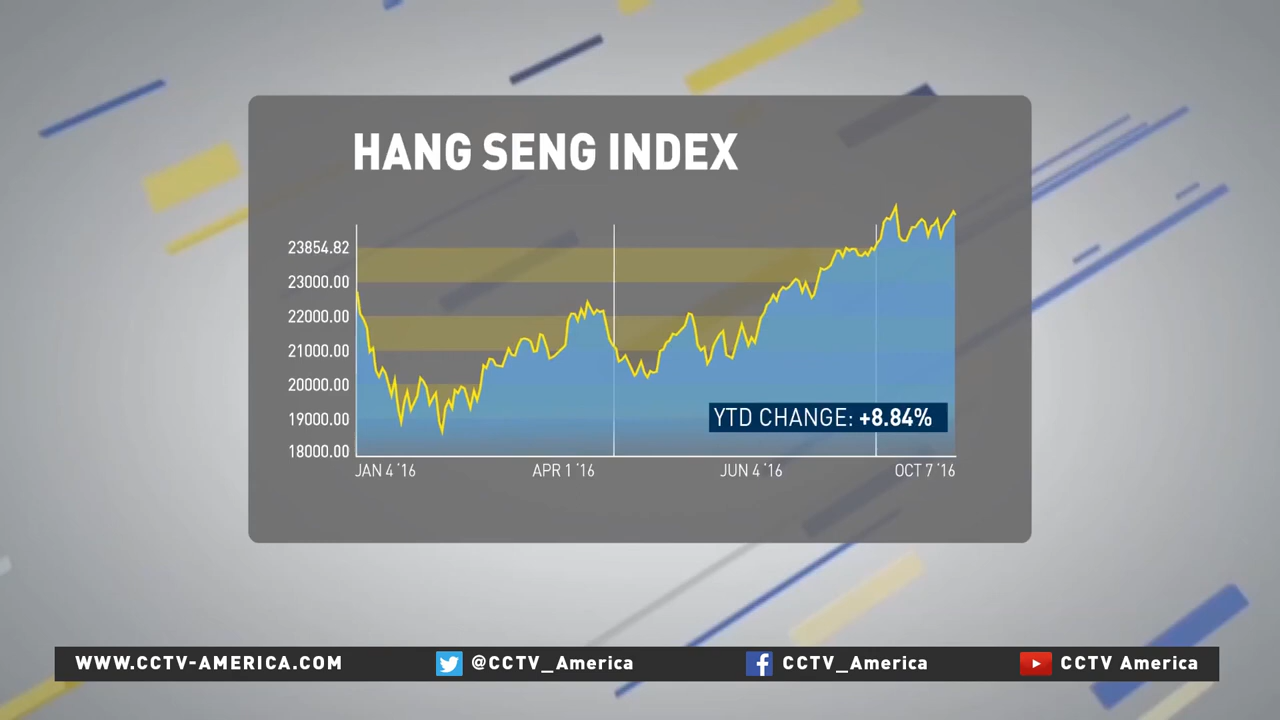 HANG SENG INDEX
23854.82
23000.00
22000.00
21000.00
20000.00
19000.00
18000.00
YTD CHANGE: +8.84%
JAN 4 '16
APR 1 '16
JUN 4 '16
OCT 7 '16
WWW.CCTV-AMERICA.COM
@CCTV_America
CCTV_America
CCTV America